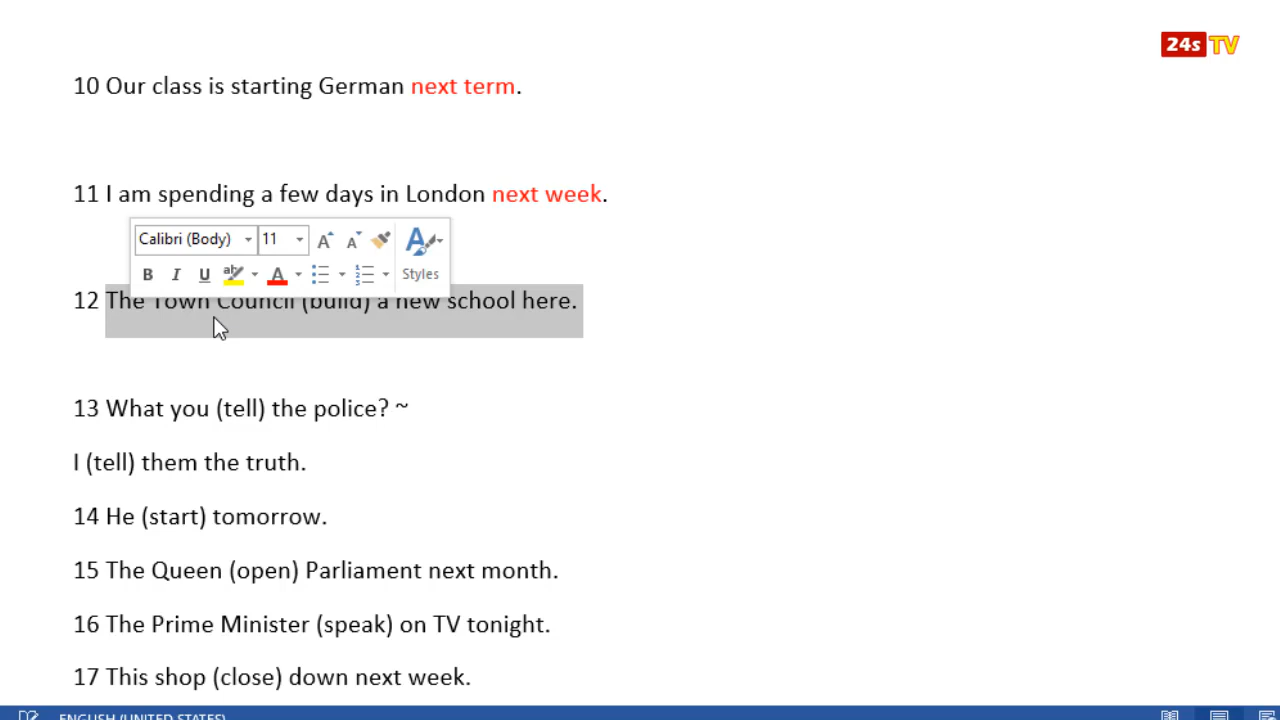 24s TV
10 Our class is starting German next term.
11 I am spending a few days in London next week.
Calibri (Body) 11
B I U ab A Styles
12 The Town Council (build) a new school here.
13 What you (tell) the police? ~
I (tell) them the truth.
14 He (start) tomorrow.
15 The Queen (open) Parliament next month.
16 The Prime Minister (speak) on TV tonight.
17 This shop (close) down next week.
ENGLISH (UNITED STATES)